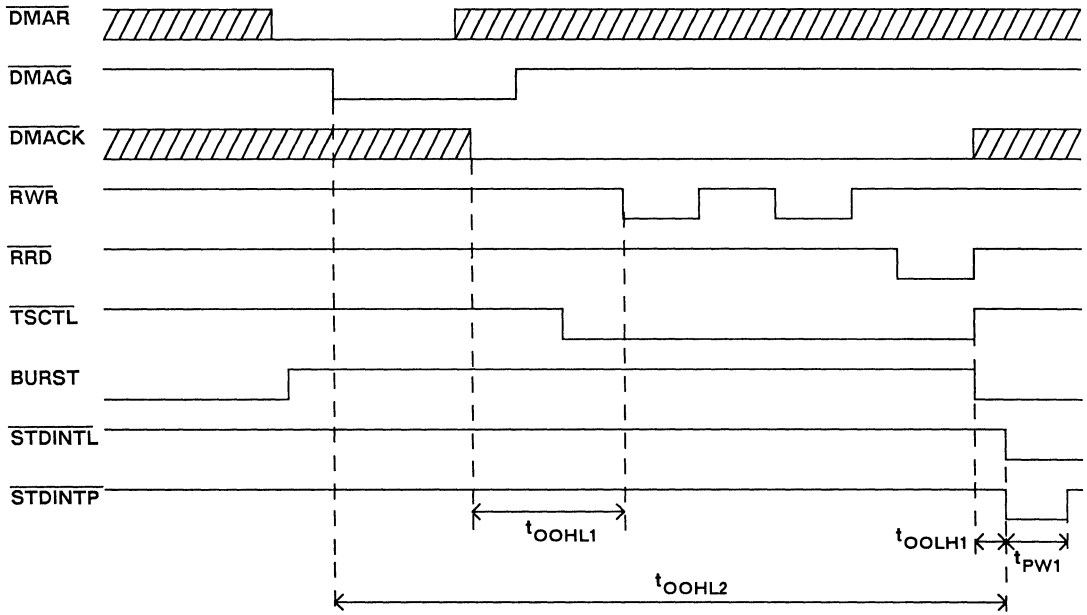 DMAR
DMAG
DMACK
RWR
RRD
TSCTL
BURST
STDINTL
STDINTP
tOOHL1
tOOLH1
tPW1
tOOHL2